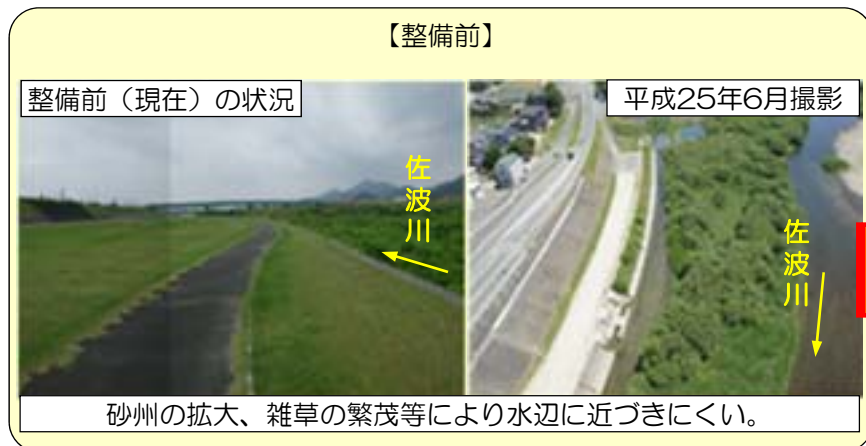 【整備前】
整備前（現在）の状況
平成25年6月撮影
佐波川
佐波川
砂州の拡大、雑草の繁茂等により水辺に近づきにくい。